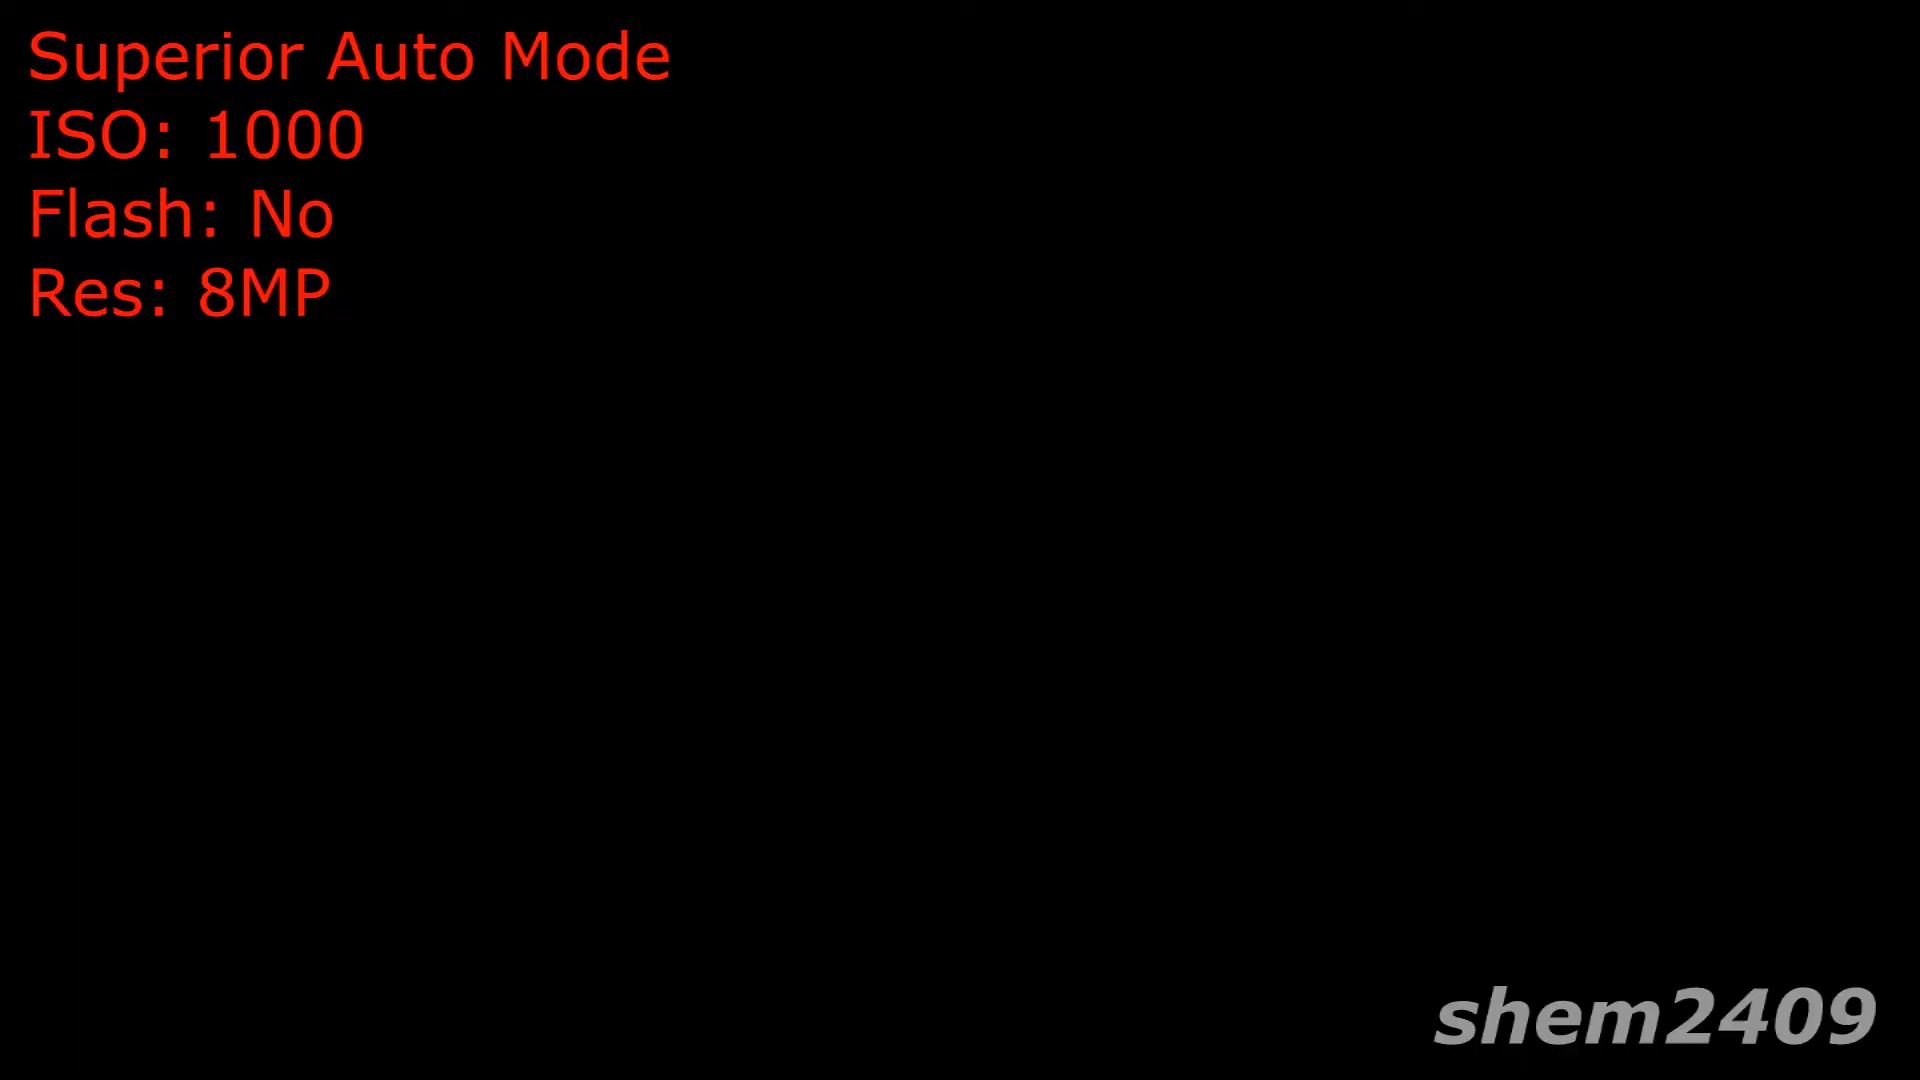 Superior Auto Mode
ISO: 1000
Flash: No
Res: 8MP
shem2409